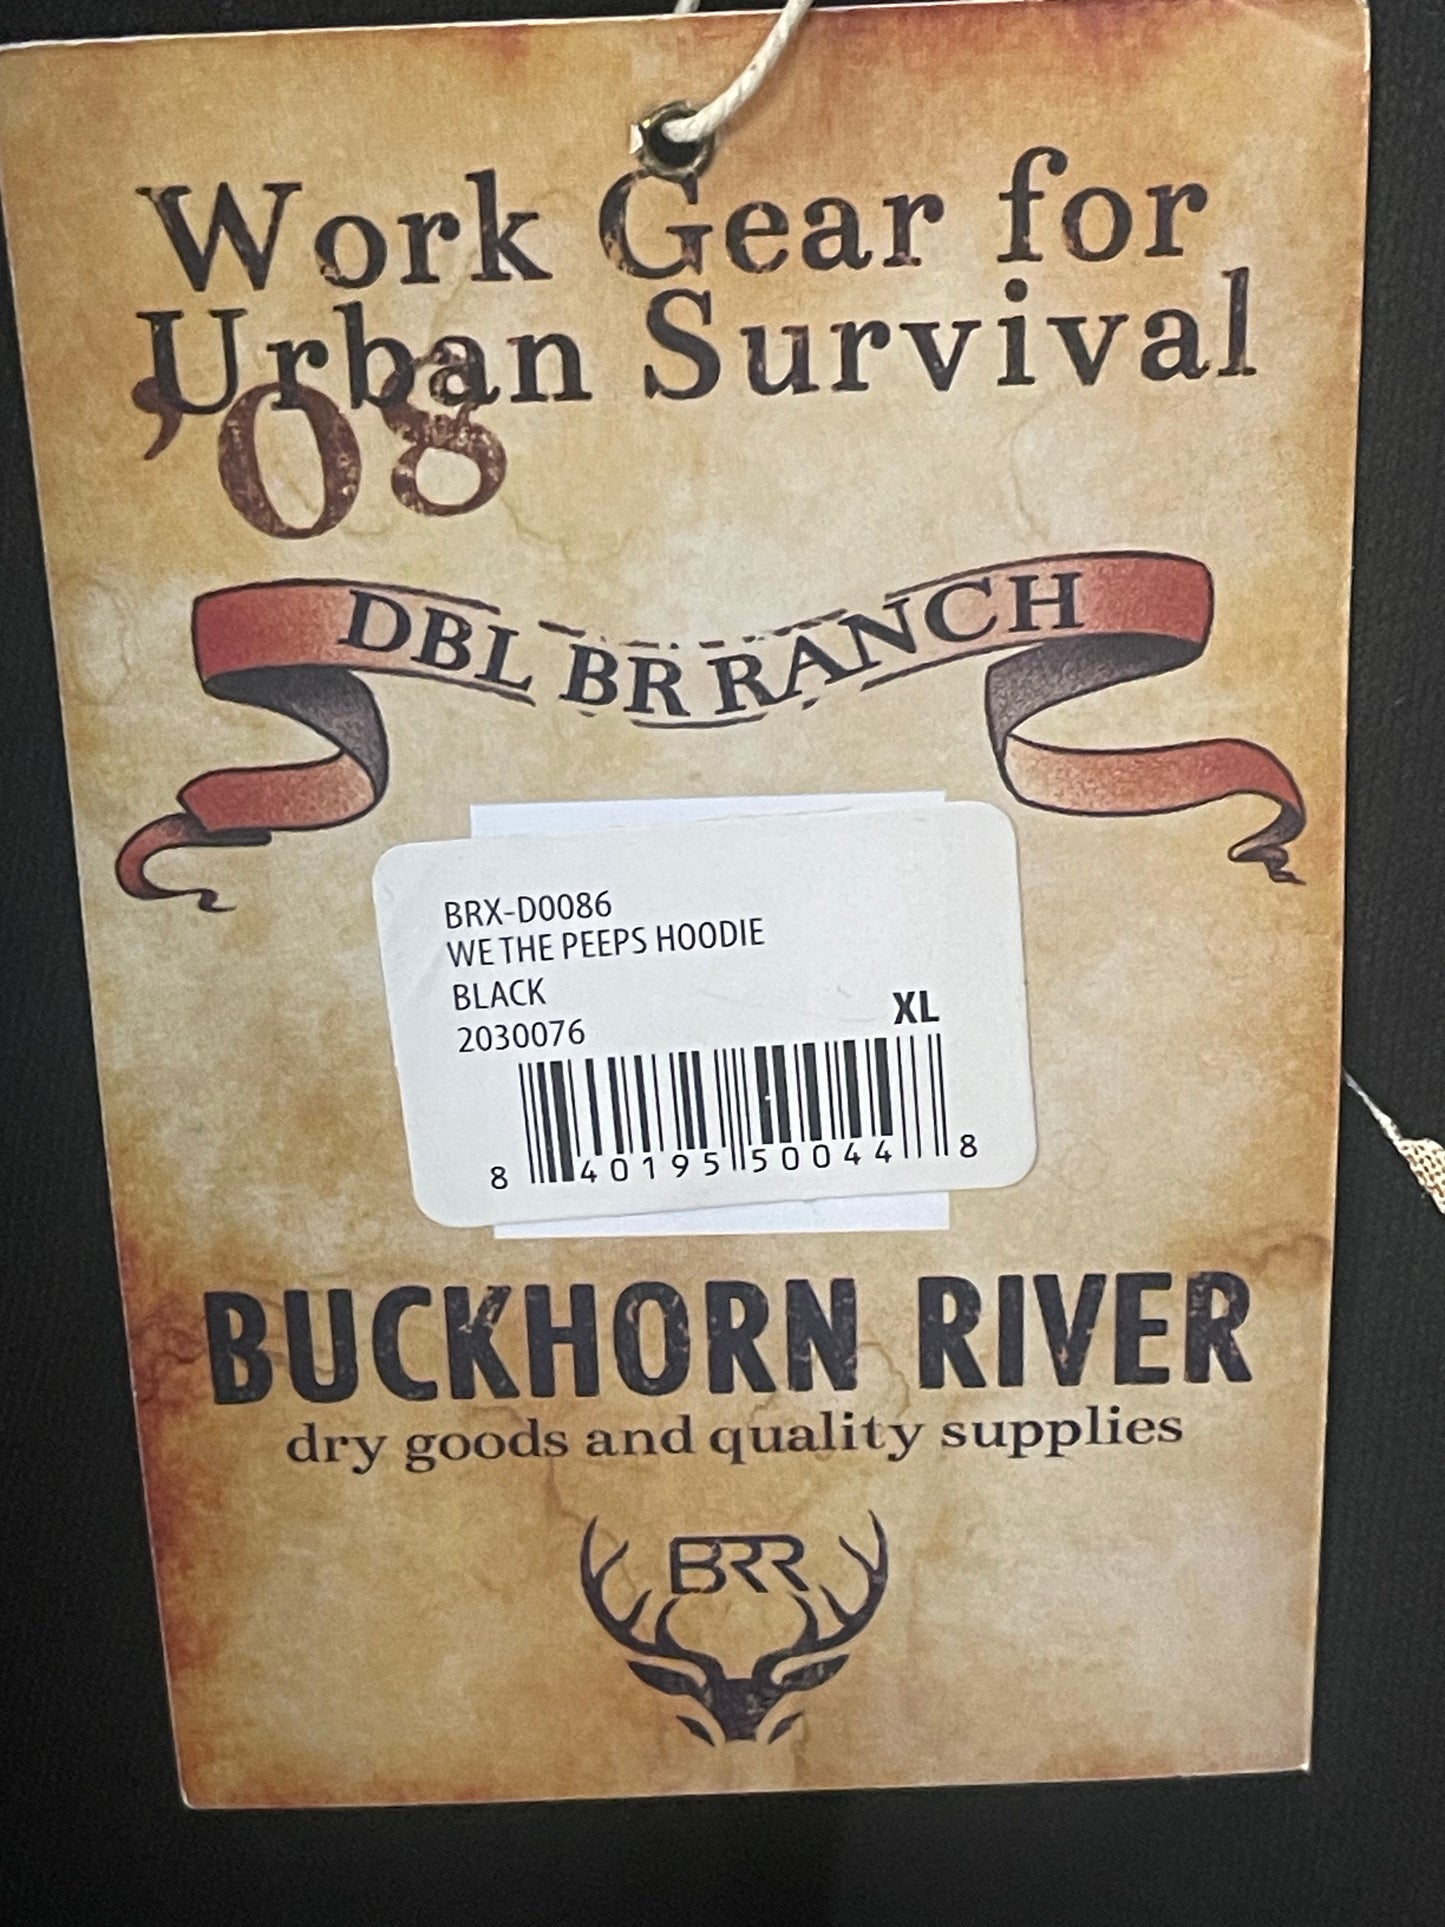 Work Gear for
Urban Survival
’08
DBL BR RANCH
BRX-D0086
WE THE PEEPS HOODIE
BLACK
2030076
XL
8 40195 50044 8
BUCKHORN RIVER
dry goods and quality supplies
BRR